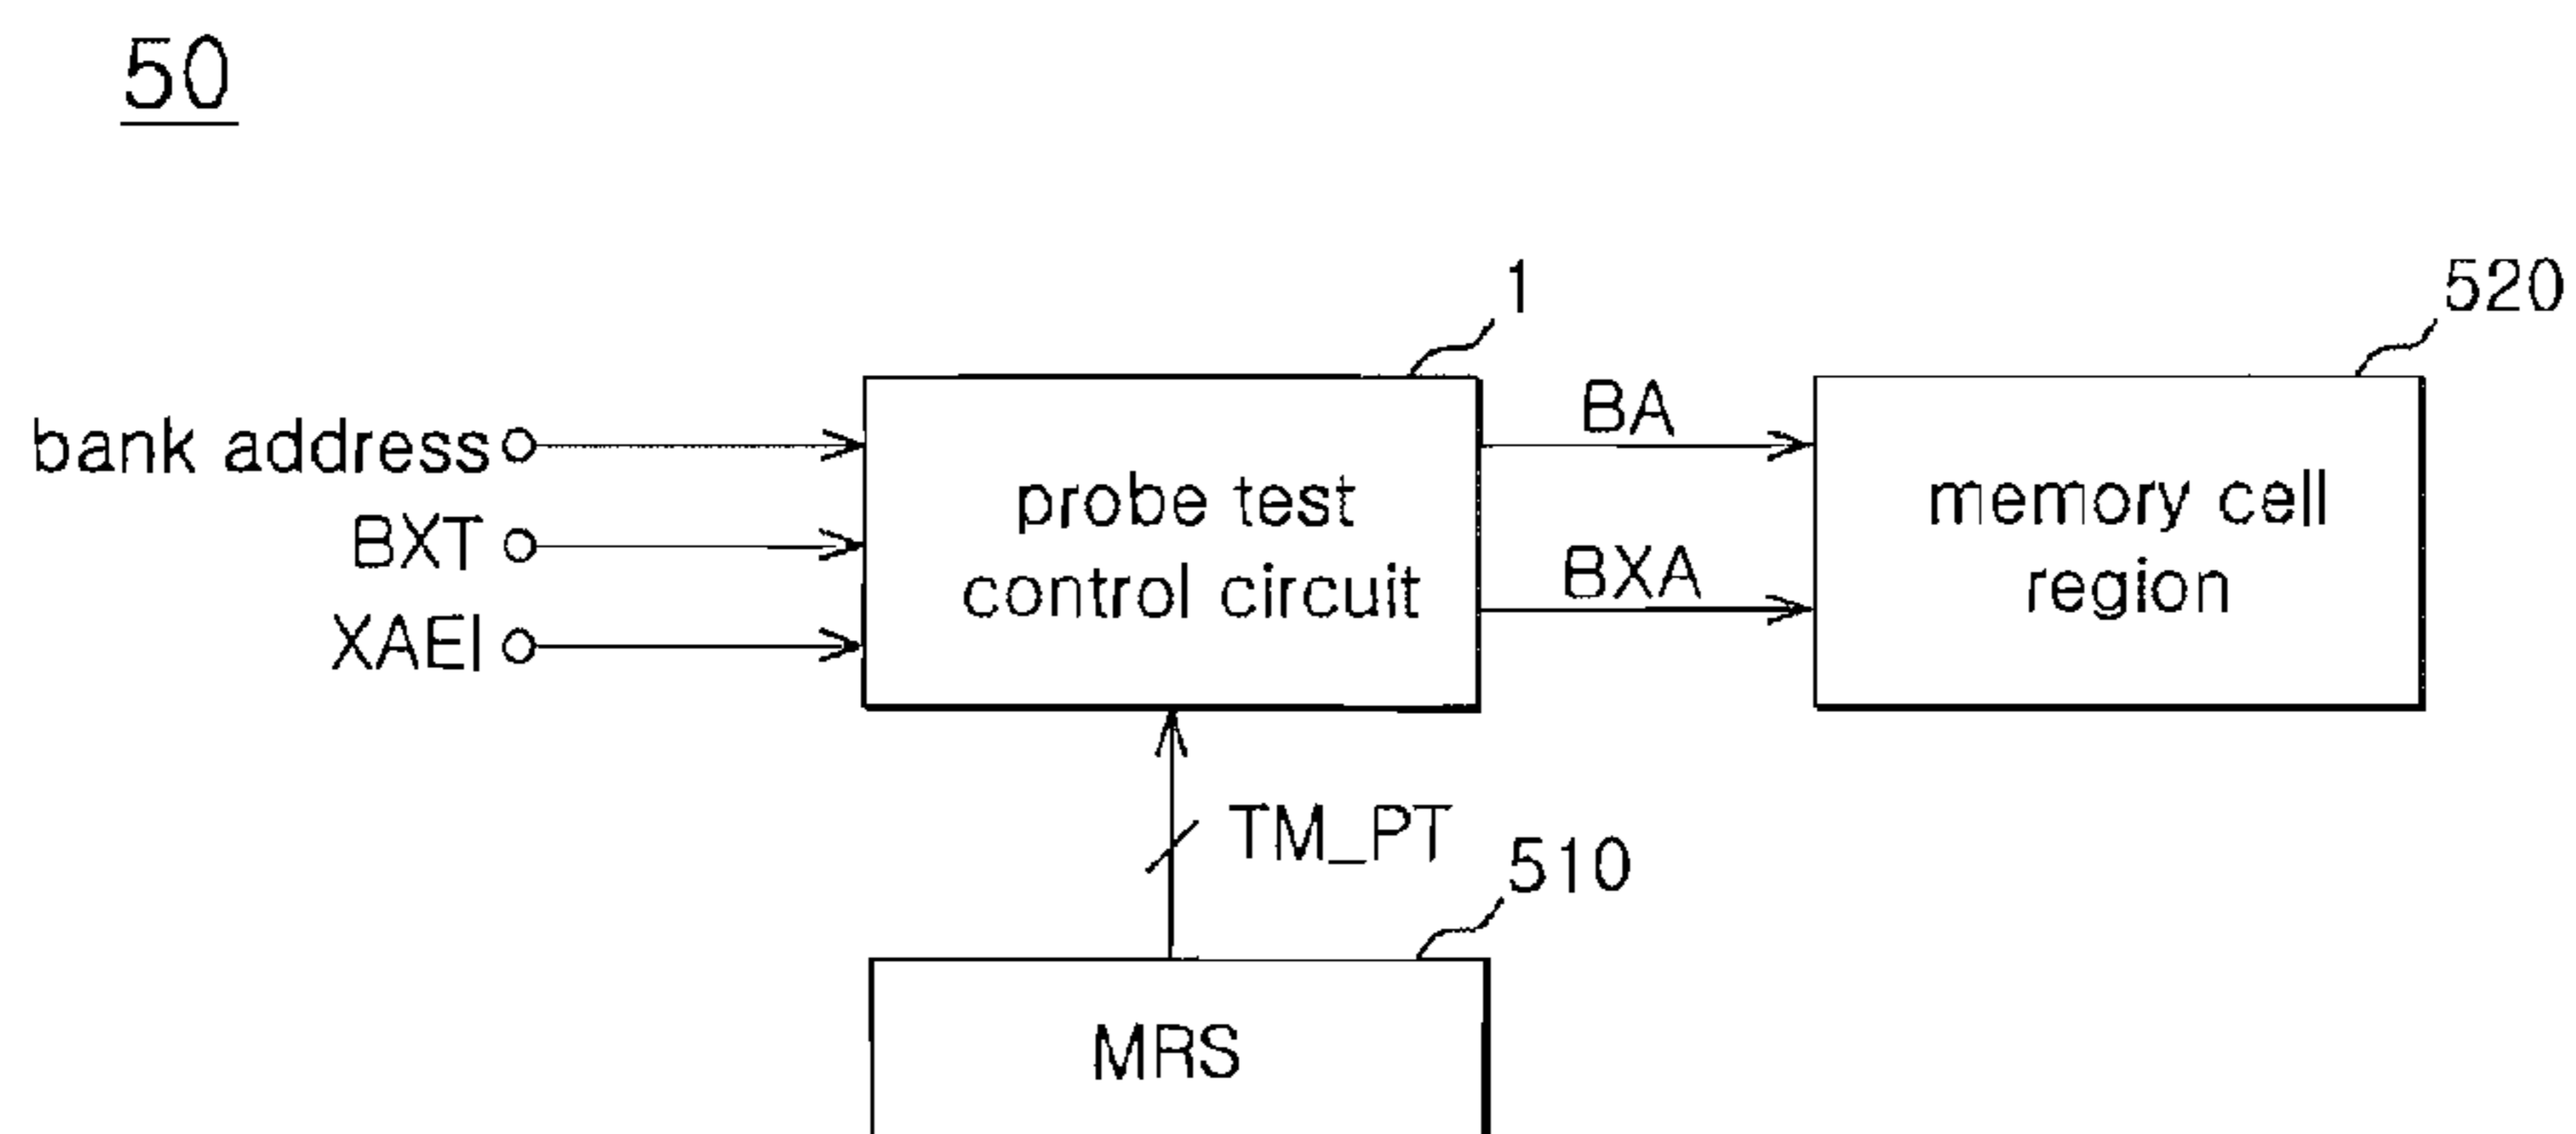 50
1
520
bank address
BXT
XAEI
probe test
control circuit
BA
BXA
memory cell
region
TM_PT
510
MRS